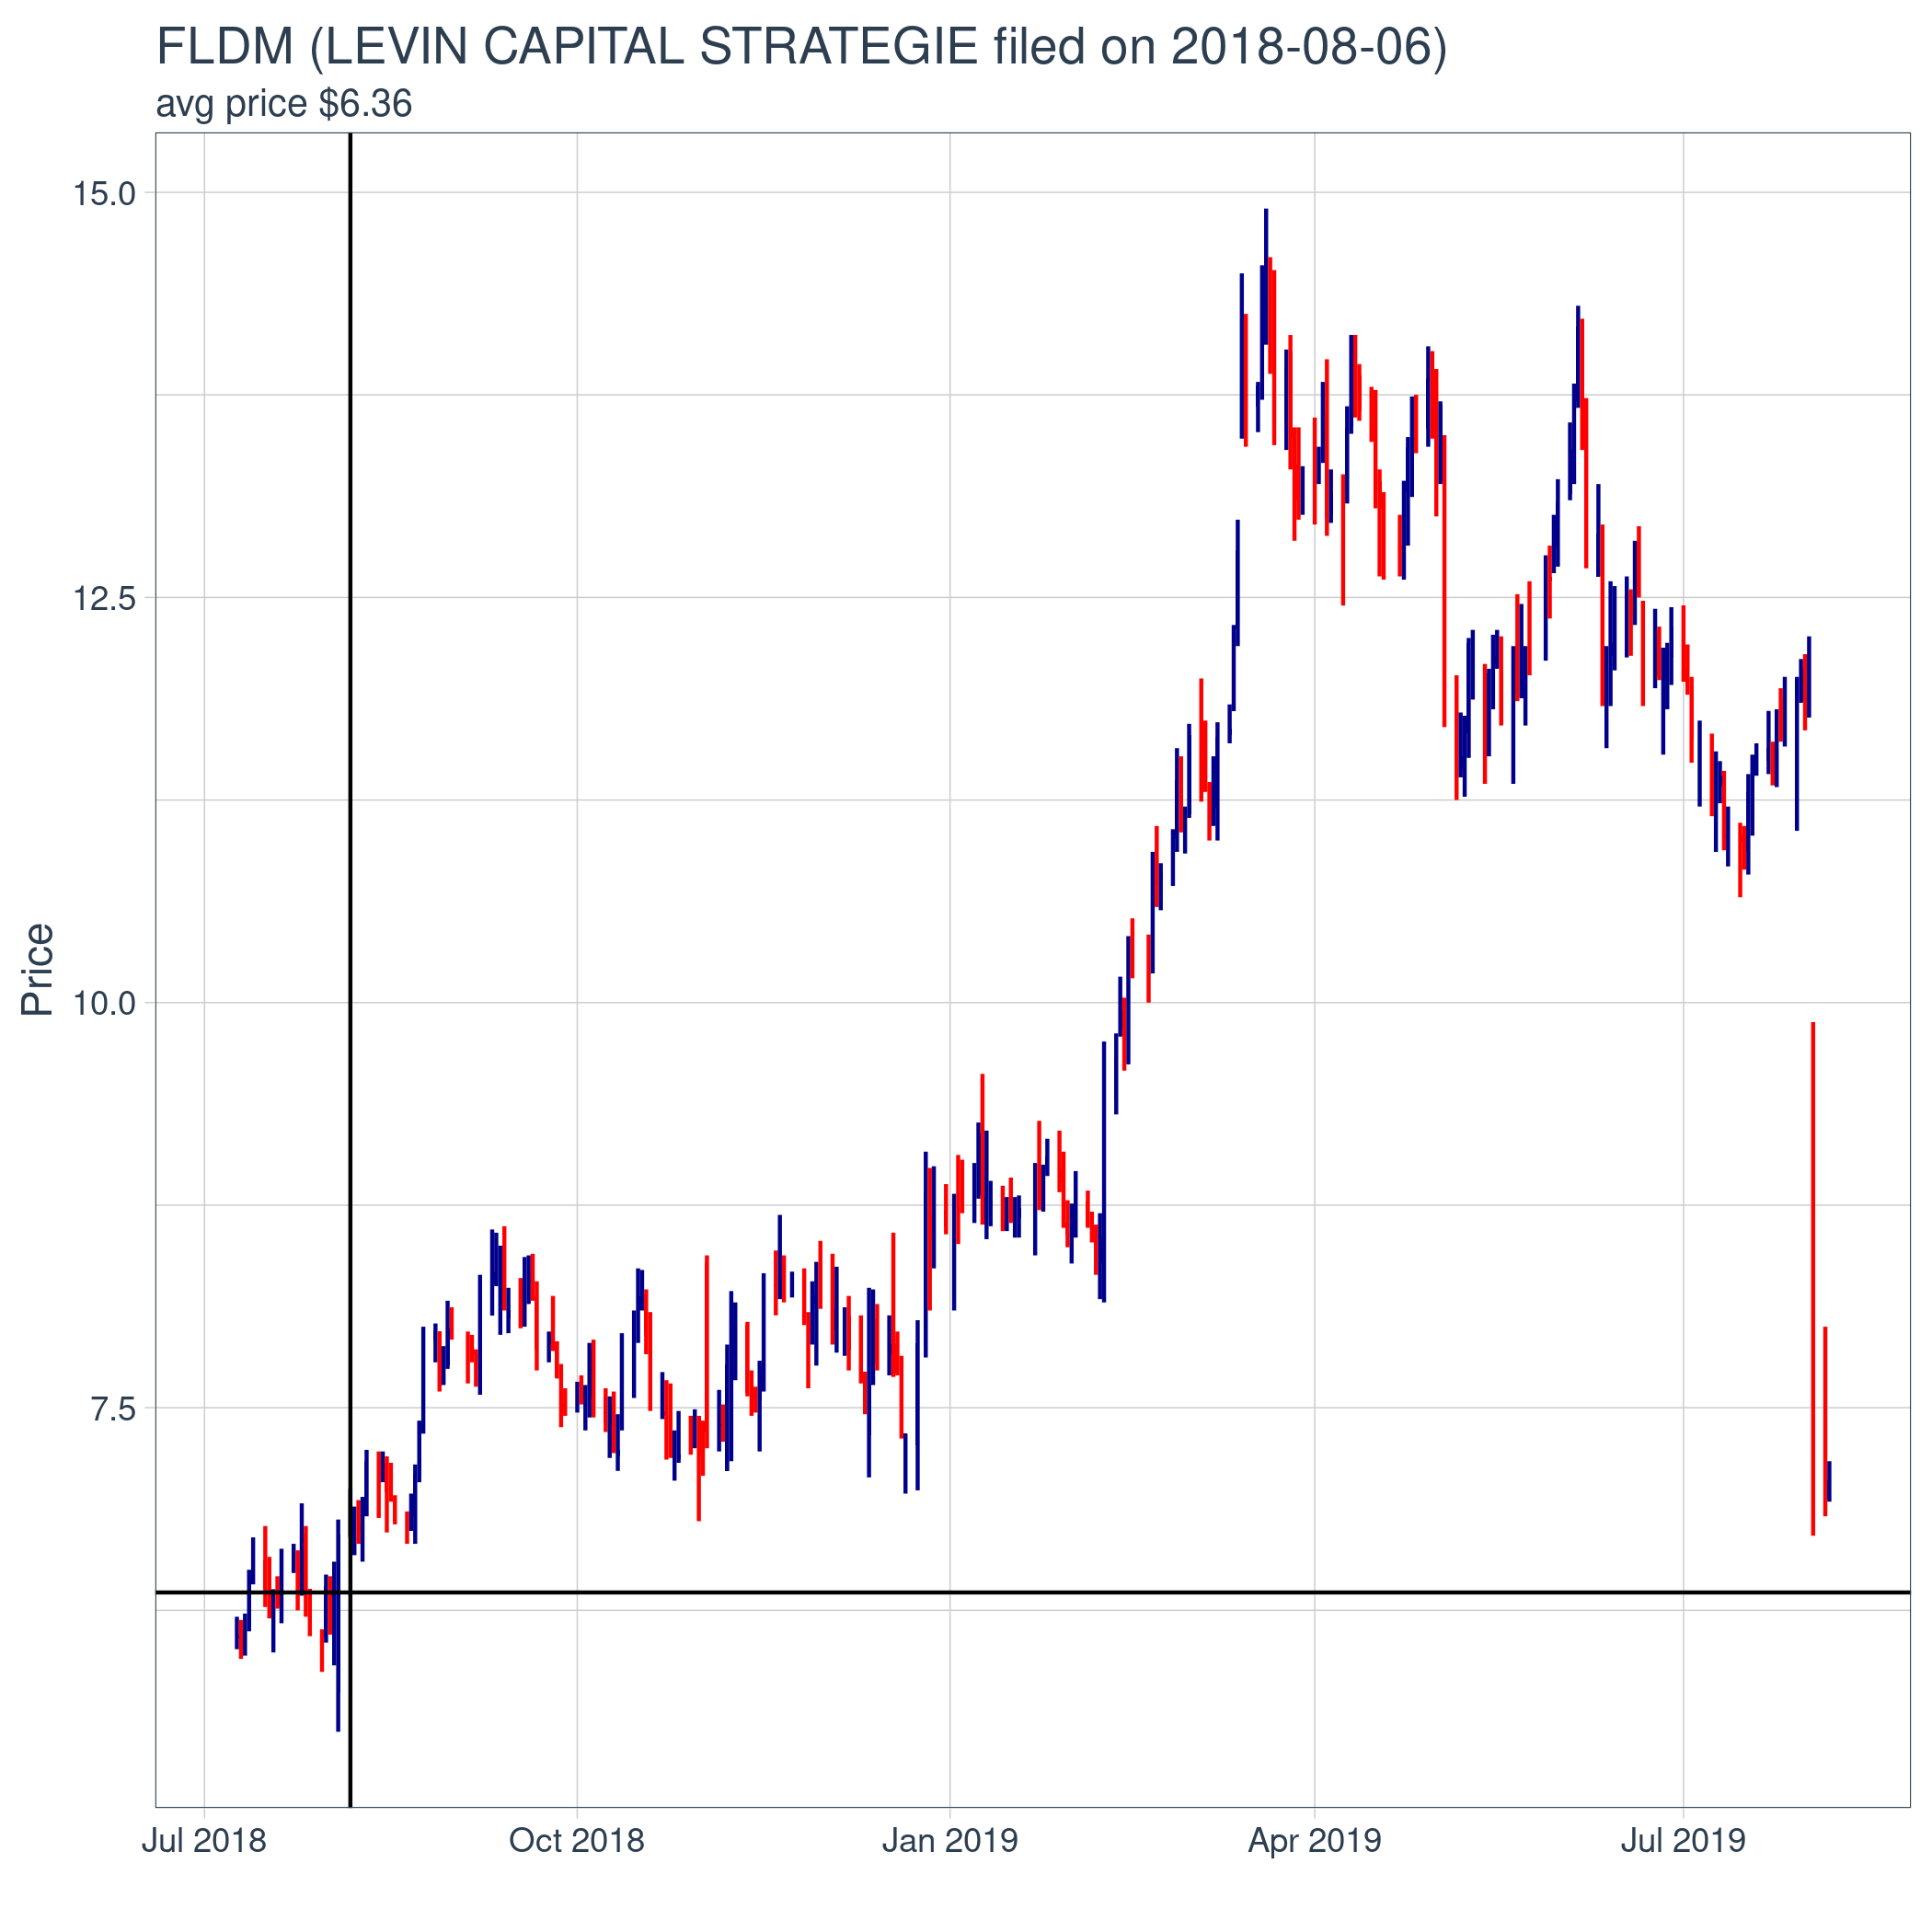 FLDM (LEVIN CAPITAL STRATEGIE filed on 2018-08-06)
avg price $6.36
15.0
12.5
10.0
7.5
Price
Jul 2018 Oct 2018 Jan 2019 Apr 2019 Jul 2019